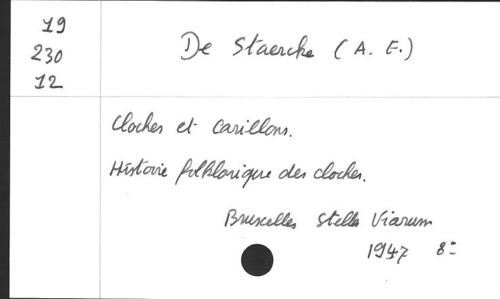 19
230
12
De Staercke (A. E.)
Cloches et Carillons.
Histoire folklorique des cloches.
Bruxelles Stella Viarum
1947 8°